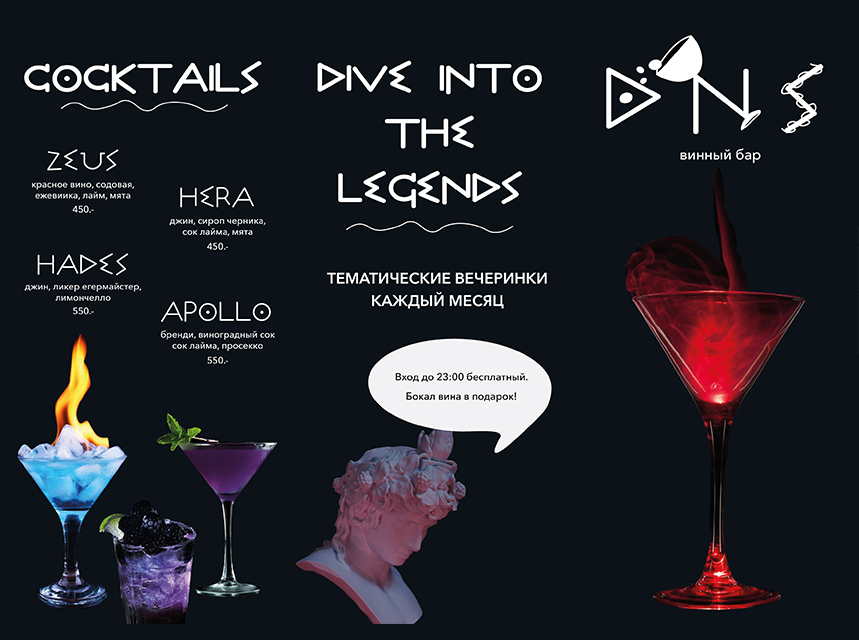 COCKTAILS
ZEUS
красное вино, содовая,
ежевиика, лайм, мята
450.-
HERA
джин, сироп черника,
сок лайма, мята
450.-
HADES
джин, ликер егермайстер,
лимончелло
550.-
APOLLO
бренди, виноградный сок
сок лайма, просекко
550.-
DIVE INTO
THE
LEGENDS
ТЕМАТИЧЕСКИЕ ВЕЧЕРИНКИ
КАЖДЫЙ МЕСЯЦ
Вход до 23:00 бесплатный.
Бокал вина в подарок!
D'NS
винный бар